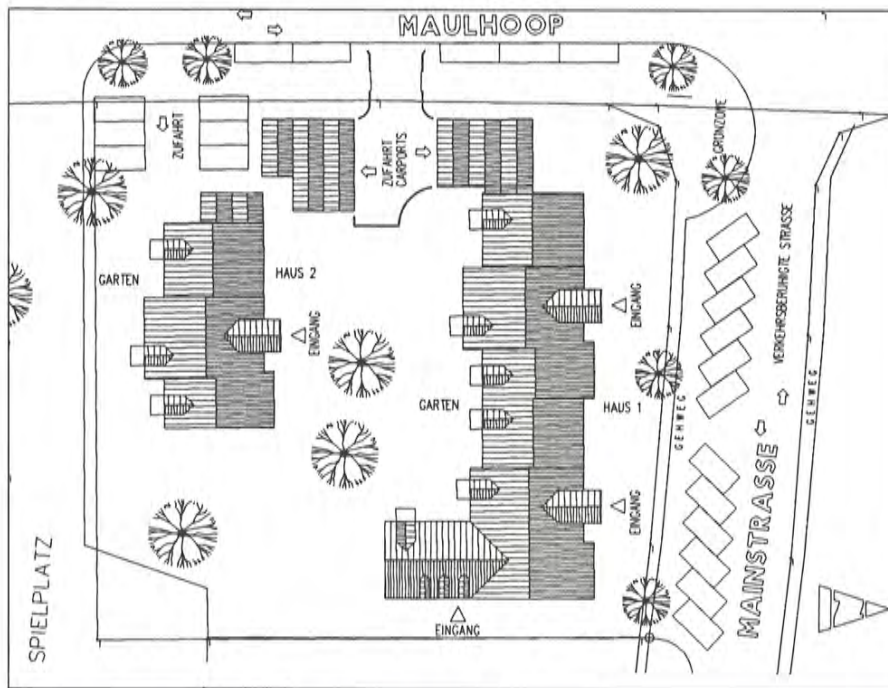 MAULHOOP
ZUFAHRT
ZUFAHRT
CARPORTS
GRÜNZONE
GARTEN
HAUS 2
EINGANG
EINGANG
VERKEHRSBERUHIGTE STRASSE
GARTEN
HAUS 1
GEHWEG
GEHWEG
EINGANG
MAINSTRASSE
SPIELPLATZ
EINGANG